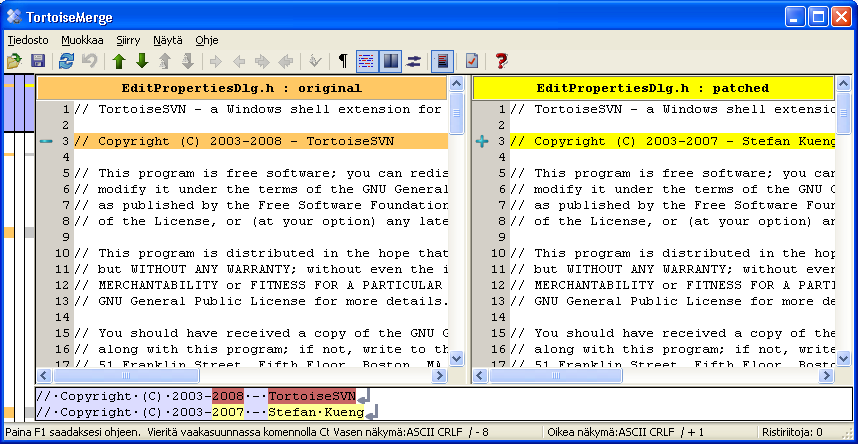 TortoiseMerge
Tiedosto Muokkaa Siirry Näytä Ohje
EditPropertiesDlg.h : original
1 // TortoiseSVN - a Windows shell extension for
2
3 // Copyright (C) 2003-2008 - TortoiseSVN
4
5 // This program is free software; you can redis
6 // modify it under the terms of the GNU General
7 // as published by the Free Software Foundation
8 // of the License, or (at your option) any late
9
10 // This program is distributed in the hope that
11 // but WITHOUT ANY WARRANTY; without even the i
12 // MERCHANTABILITY or FITNESS FOR A PARTICULAR
13 // GNU General Public License for more details.
14
15 // You should have received a copy of the GNU G
16 // along with this program; if not, write to th
17 // 51 Franklin Street, Fifth Floor, Boston, MA
EditPropertiesDlg.h : patched
1 // TortoiseSVN - a Windows shell extensio
2
3 // Copyright (C) 2003-2007 - Stefan Kueng
4
5 // This program is free software; you can
6 // modify it under the terms of the GNU G
7 // as published by the Free Software Foun
8 // of the License, or (at your option) an
9
10 // This program is distributed in the hop
11 // but WITHOUT ANY WARRANTY; without even
12 // MERCHANTABILITY or FITNESS FOR A PARTI
13 // GNU General Public License for more de
14
15 // You should have received a copy of the
16 // along with this program; if not, write
17 // 51 Franklin Street, Fifth Floor, Bosto
//·Copyright·(C)·2003-2008·-·TortoiseSVN
//·Copyright·(C)·2003-2007·-·Stefan·Kueng
Paina F1 saadaksesi ohjeen. Vieritä vaakasuunnassa komennolla Ct Vasen näkymä:ASCII CRLF / - 8 Oikea näkymä:ASCII CRLF / + 1 Ristiriitoja: 0